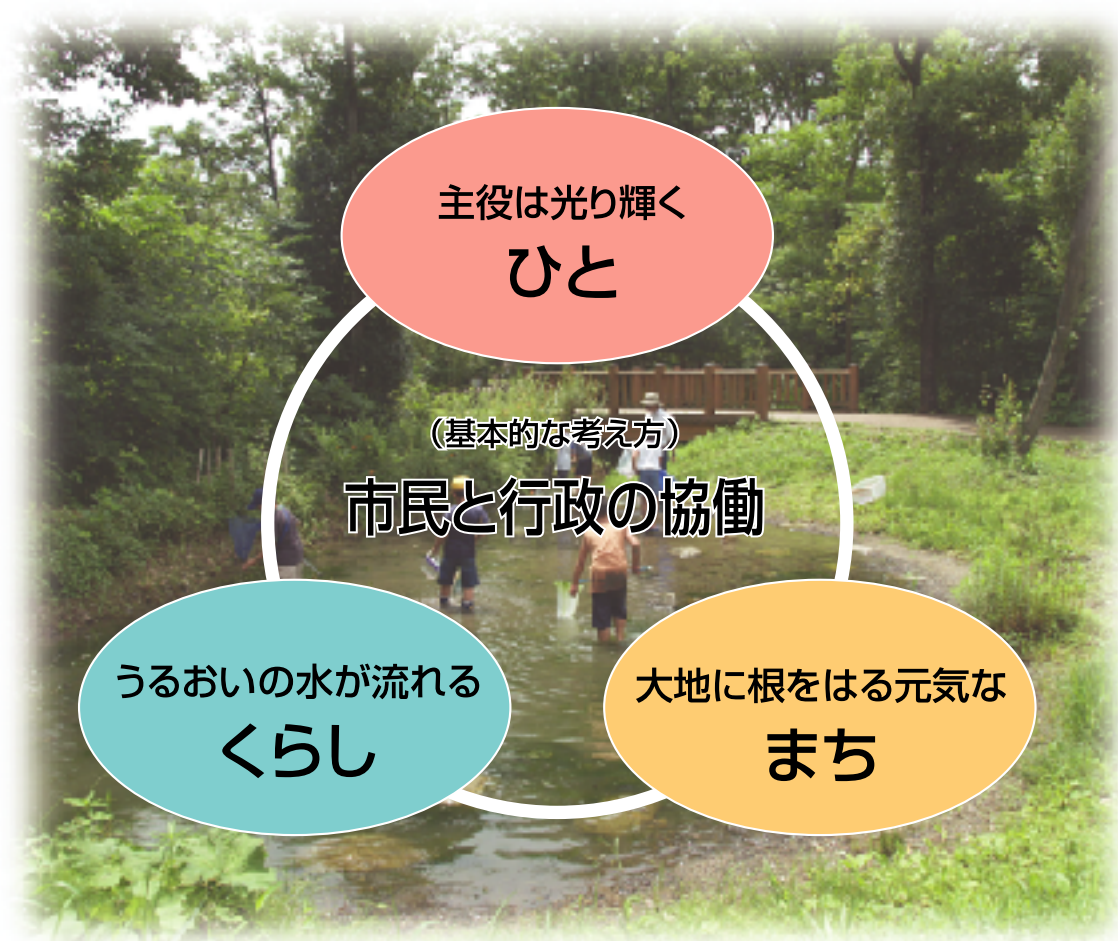 主役は光り輝く
ひと
（基本的な考え方）
市民と行政の協働
うるおいの水が流れる
くらし
大地に根をはる元気な
まち